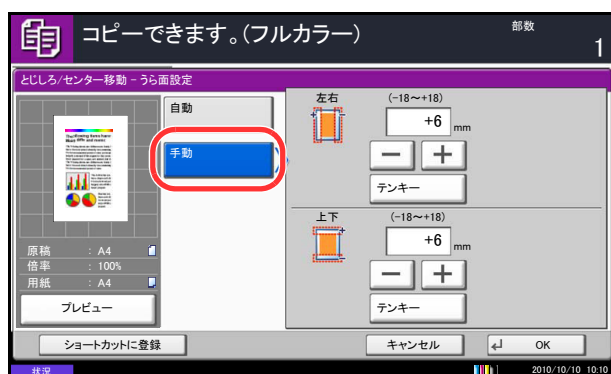 コピーできます。(フルカラー)
部数
1
とじしろ/センター移動 - うら面設定
自動
手動
左右
(-18~+18)
+6 mm
テンキー
上下
(-18~+18)
+6 mm
テンキー
原稿 : A4
倍率 : 100%
用紙 : A4
プレビュー
ショートカットに登録
キャンセル
OK
状況
2010/10/10 10:10